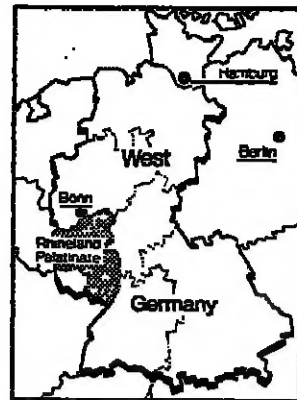 Hamburg
West
Berlin
Bonn
Rhineland
Palatinate
Germany